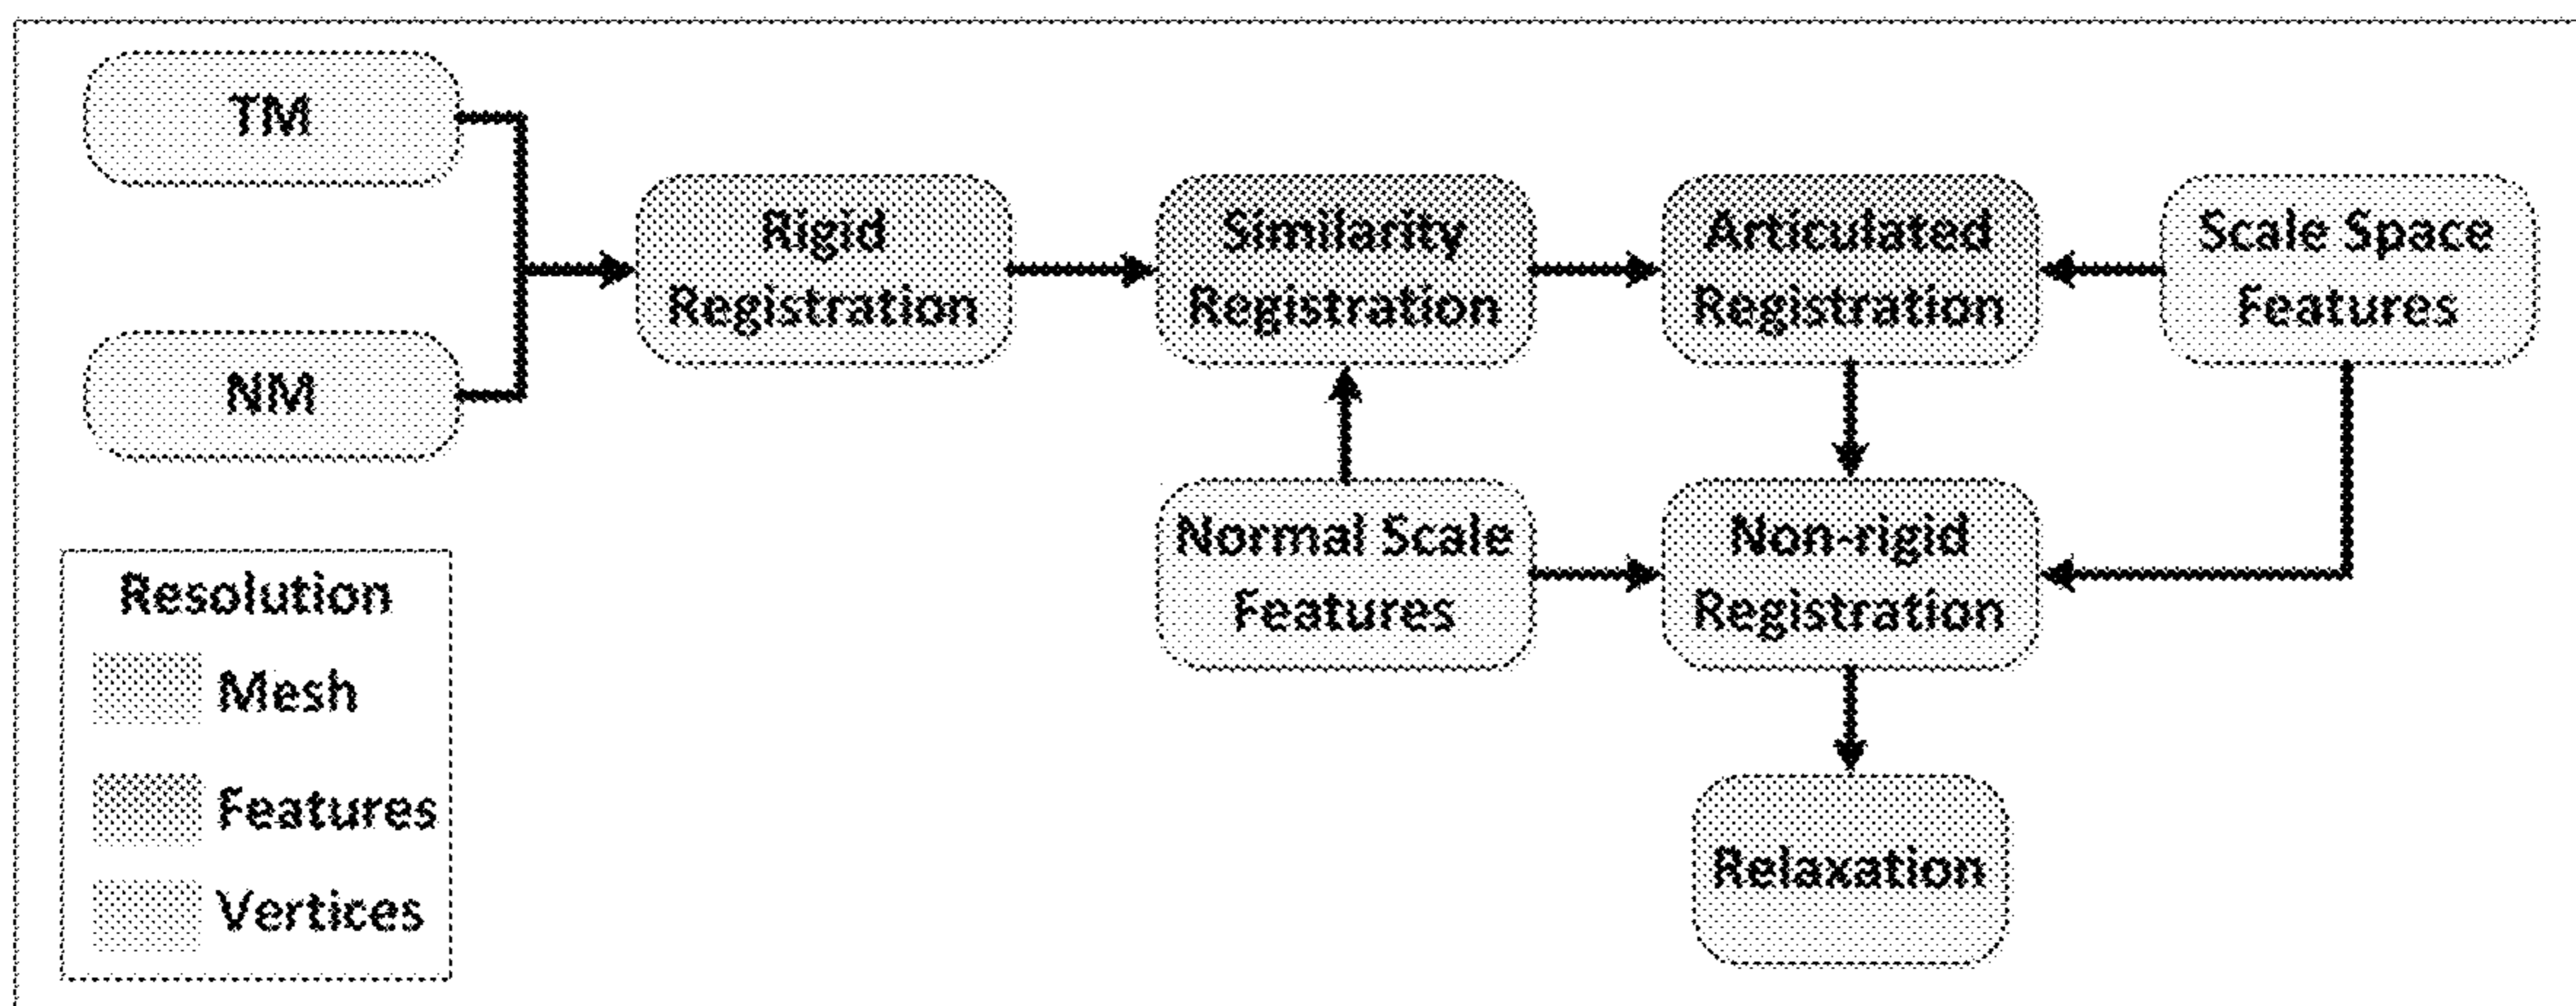 TM
NM
Rigid
Registration
Similarity
Registration
Articulated
Registration
Scale Space
Features
Normal Scale
Features
Non-rigid
Registration
Relaxation
Resolution
Mesh
Features
Vertices